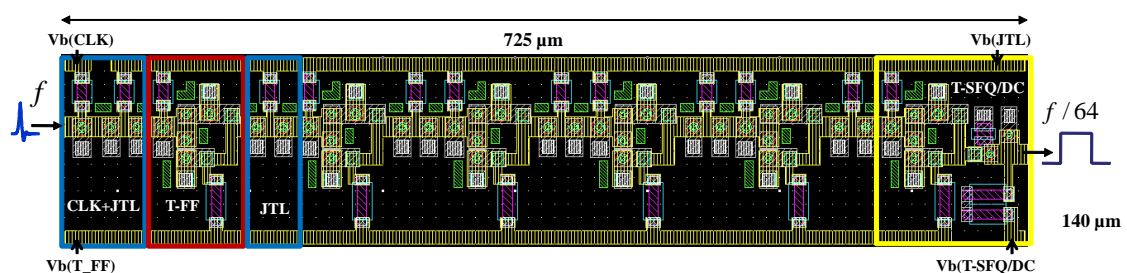 725 µm
Vb(CLK)
Vb(JTL)
T-SFQ/DC
f
f / 64
CLK+JTL
T-FF
JTL
140 µm
Vb(T_FF)
Vb(T-SFQ/DC